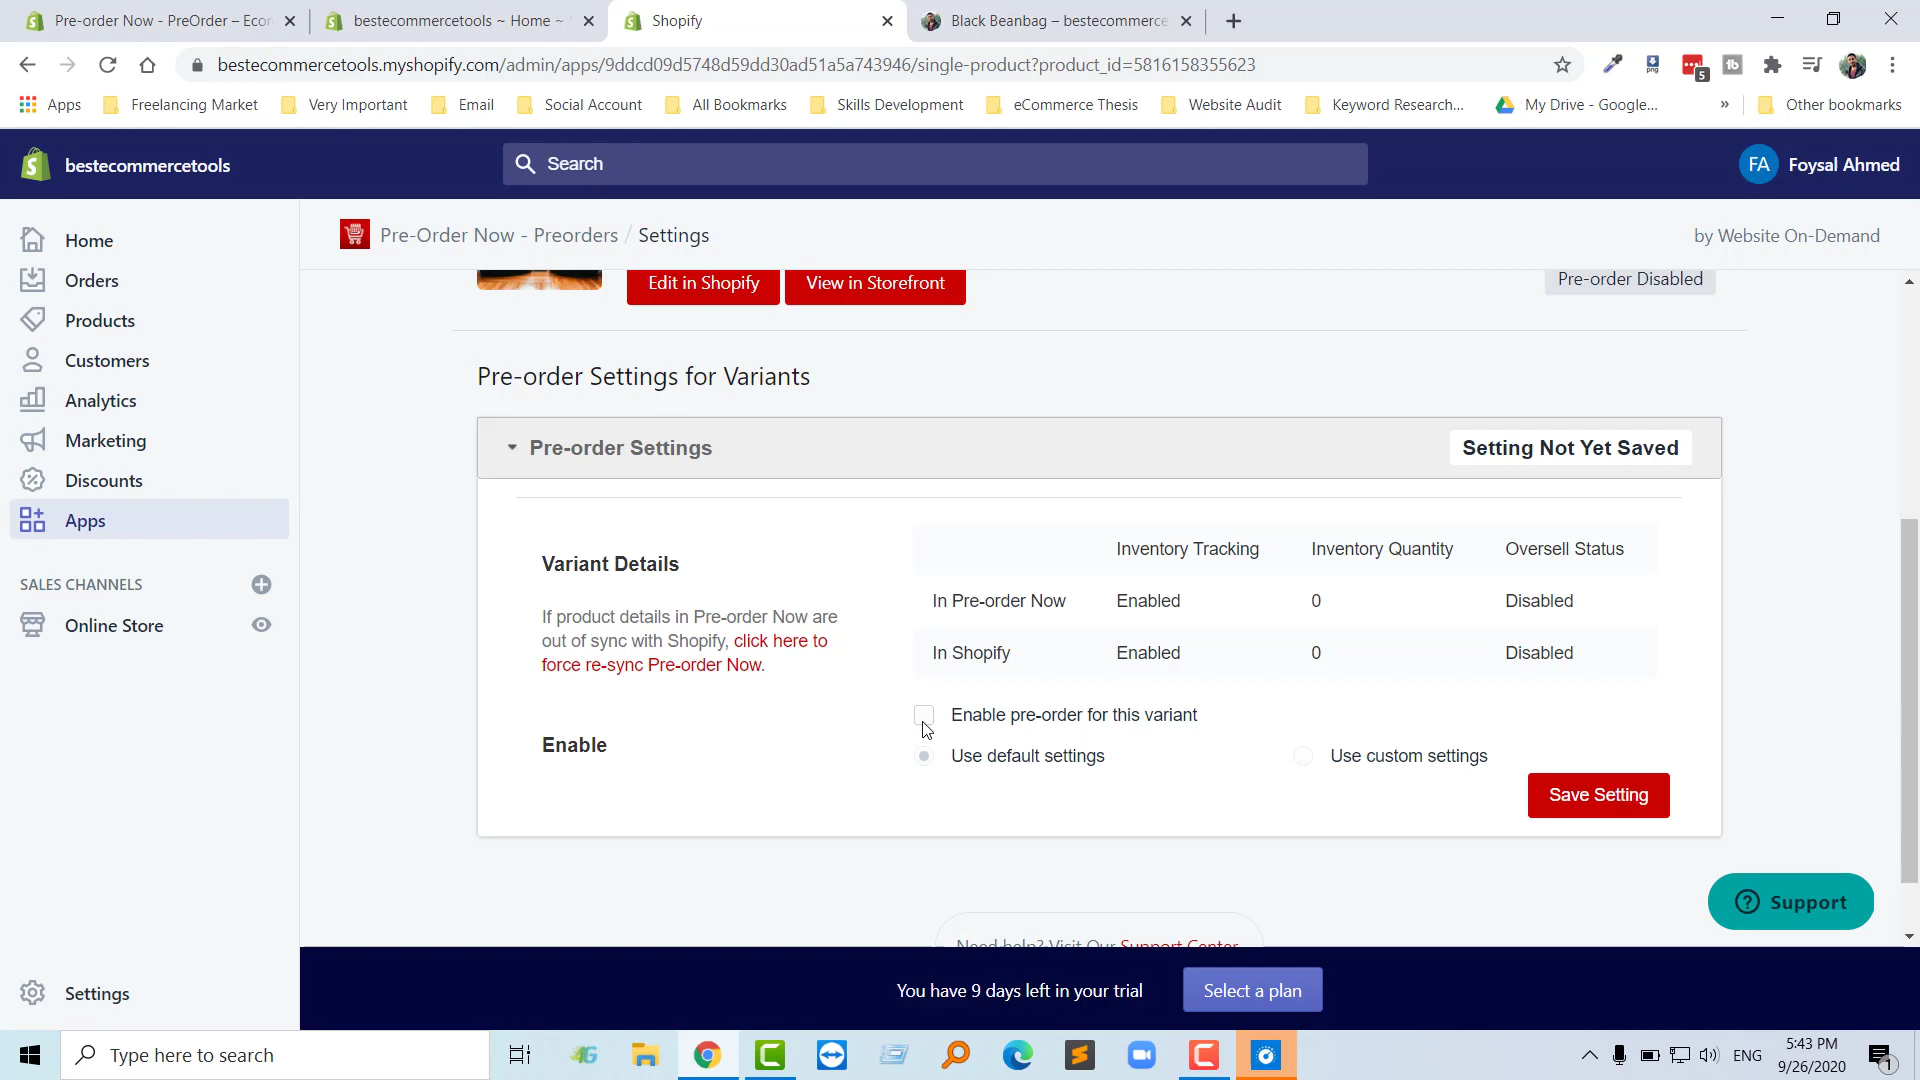 Pre-order Now - PreOrder – Ecor
bestecommercetools ~ Home ~ S
Shopify
Black Beanbag – bestecommerce
bestecommercetools.myshopify.com/admin/apps/9ddcd09d5748d59dd30ad51a5a743946/single-product?product_id=5816158355623
5
Apps
Freelancing Market
Very Important
Email
Social Account
All Bookmarks
Skills Development
eCommerce Thesis
Website Audit
Keyword Research...
My Drive - Google...
»
Other bookmarks
bestecommercetools
Search
FA
Foysal Ahmed
Home
Orders
Products
Customers
Analytics
Marketing
Discounts
Apps
SALES CHANNELS
Online Store
Settings
Pre-Order Now - Preorders / Settings
by Website On-Demand
Edit in Shopify
View in Storefront
Pre-order Disabled
Pre-order Settings for Variants
Pre-order Settings
Setting Not Yet Saved
Variant Details
If product details in Pre-order Now are
out of sync with Shopify, click here to
force re-sync Pre-order Now.
Inventory Tracking Inventory Quantity Oversell Status
In Pre-order Now Enabled 0 Disabled
In Shopify Enabled 0 Disabled
Enable
Enable pre-order for this variant
Use default settings
Use custom settings
Save Setting
Support
Need help? Visit Our Support Center
You have 9 days left in your trial
Select a plan
Type here to search
ENG
5:43 PM
9/26/2020
1